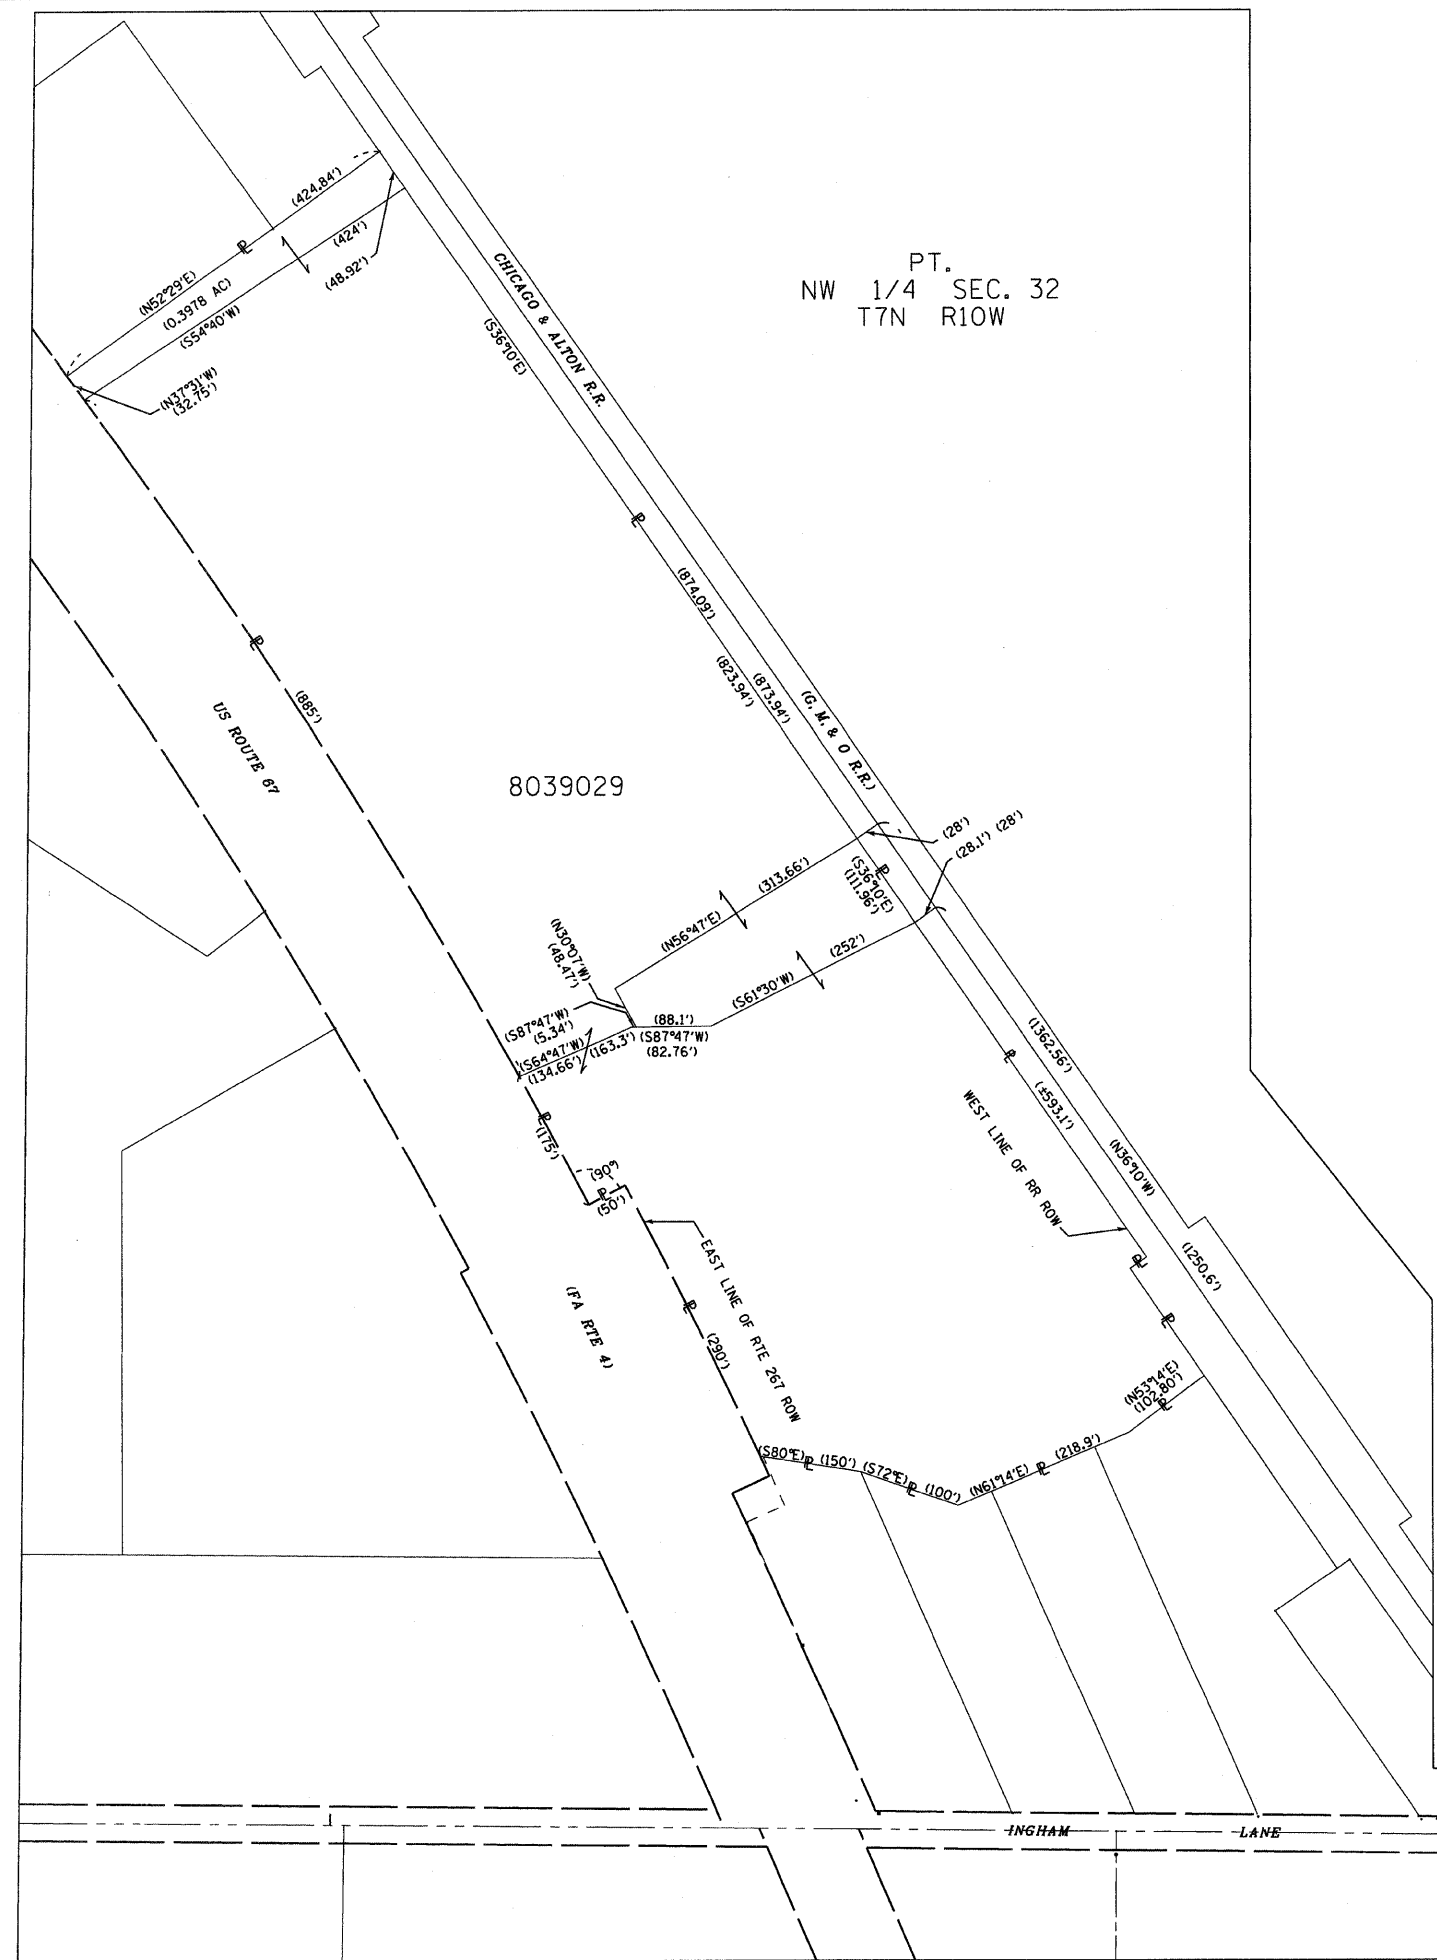 PT.
NW 1/4 SEC. 32
T7N R10W
(424.84')
(424')
(48.92')
(N52°29'E)
(0.3978 AC)
(S54°40'W)
(N37°31'W)
(32.75')
CHICAGO & ALTON R.R.
(S36°10'E)
(874.09')
(823.94')
(873.94')
(G. M. & O R.R.)
(885')
US ROUTE 67
8039029
(28')
(28.1') (28')
(313.66')
(S36°10'E)
(111.96')
(N56°47'E)
(252')
(S61°30'W)
(N30°07'W)
(48.47')
(S87°47'W)
(5.34')
(88.1')
(S87°47'W)
(82.76')
(S64°47'W)
(134.66')
(163.3')
(175')
(90°)
(50')
(1362.56')
(±593.1')
(N36°10'W)
WEST LINE OF RR ROW
(1250.6')
EAST LINE OF RTE 267 ROW
(FA RTE 4)
(290')
(N53°14'E)
(102.80')
(S80°E) (150') (S72°E) (100') (N61°14'E) (218.9')
INGHAM LANE